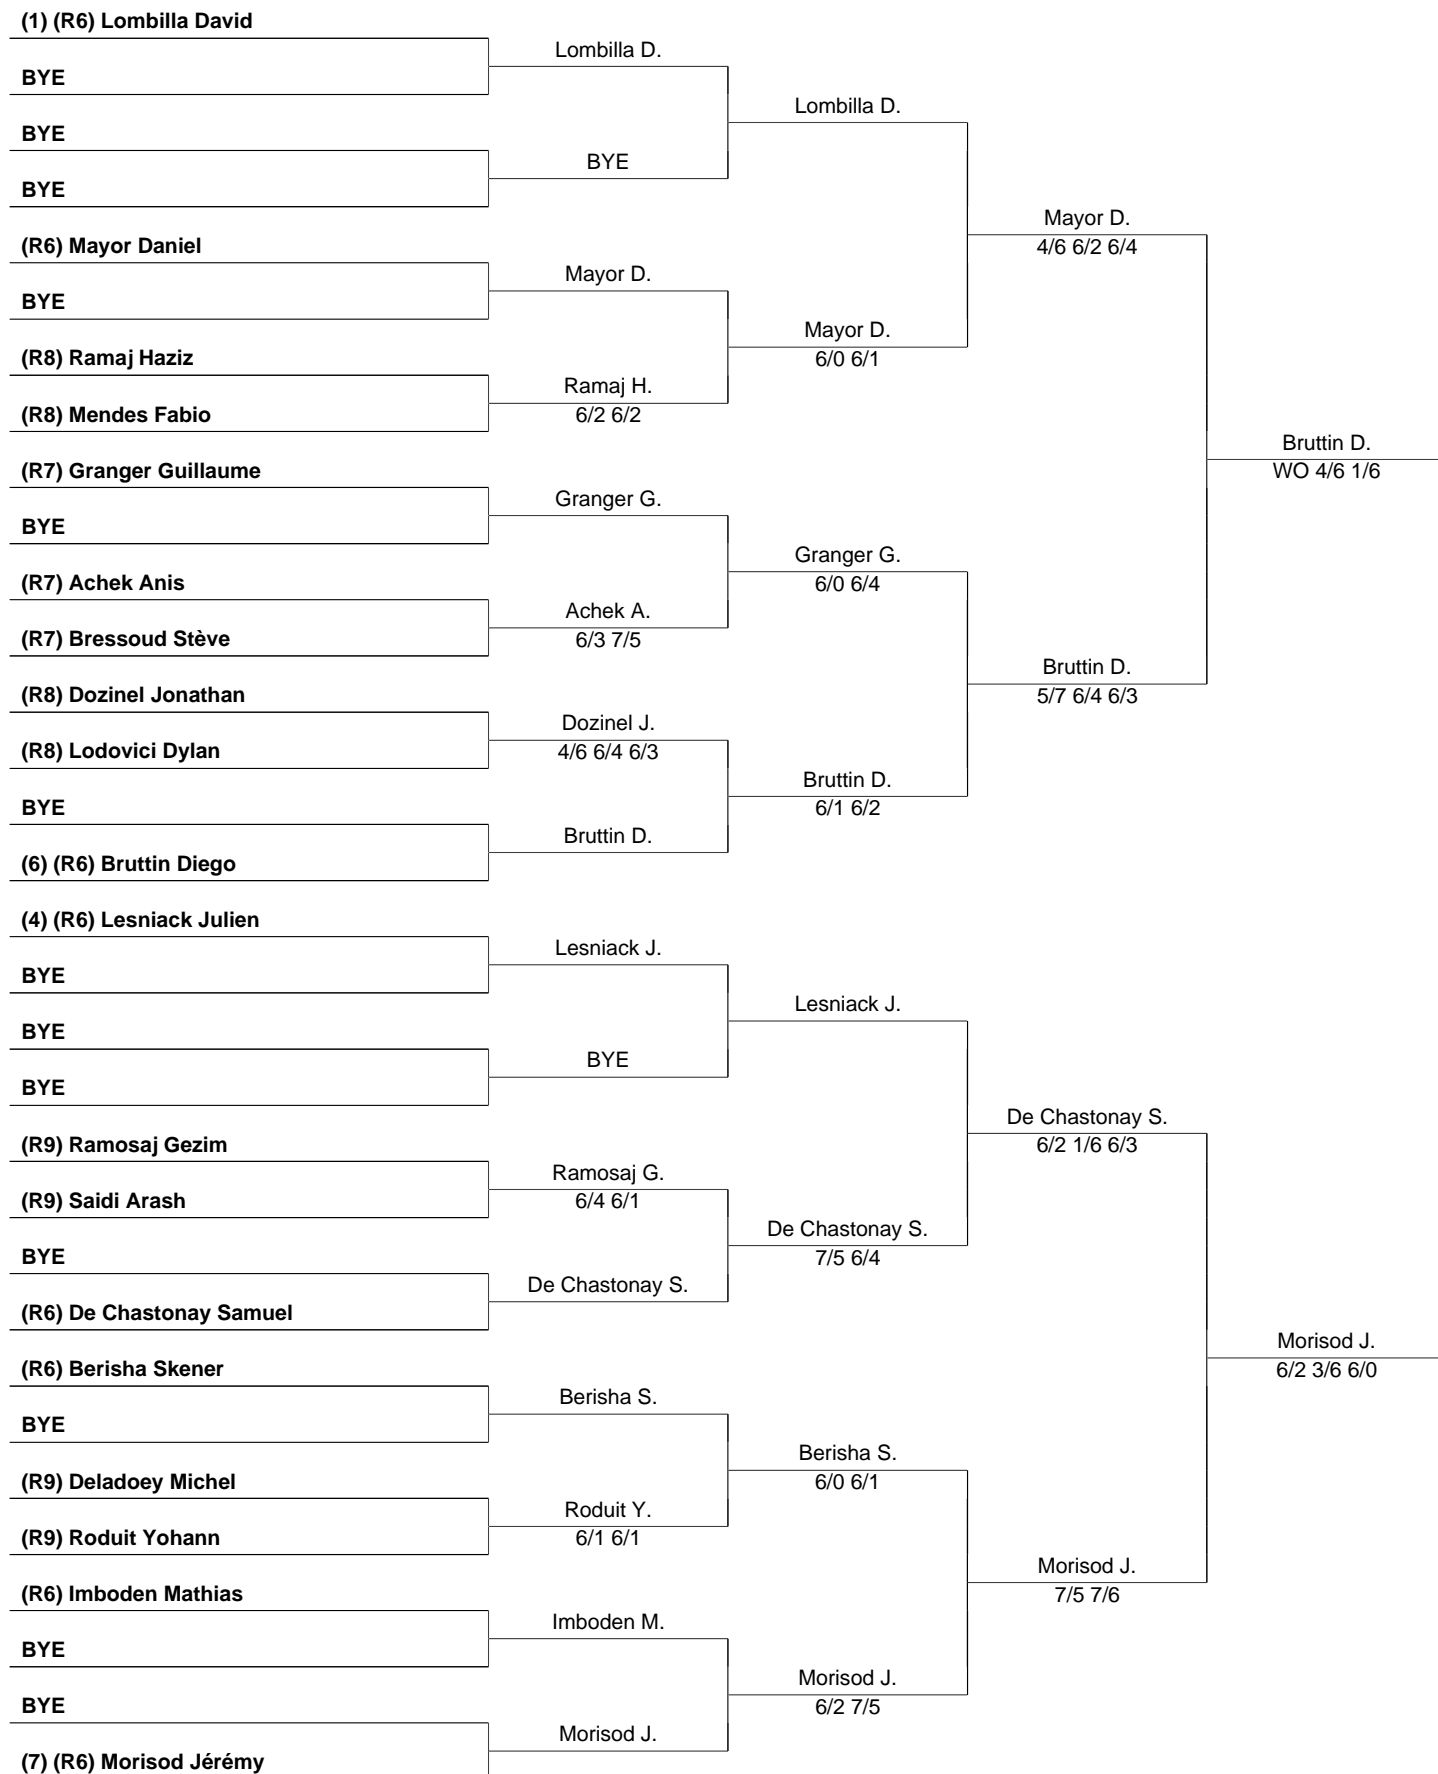 (1) (R6) Lombilla David
Lombilla D.
BYE
Lombilla D.
BYE
BYE
BYE
Mayor D.
(R6) Mayor Daniel
4/6 6/2 6/4
Mayor D.
BYE
Mayor D.
(R8) Ramaj Haziz
6/0 6/1
Ramaj H.
(R8) Mendes Fabio
6/2 6/2
Bruttin D.
(R7) Granger Guillaume
WO 4/6 1/6
Granger G.
BYE
Granger G.
(R7) Achek Anis
6/0 6/4
Achek A.
(R7) Bressoud Stève
6/3 7/5
Bruttin D.
(R8) Dozinel Jonathan
5/7 6/4 6/3
Dozinel J.
(R8) Lodovici Dylan
4/6 6/4 6/3
Bruttin D.
BYE
6/1 6/2
Bruttin D.
(6) (R6) Bruttin Diego
(4) (R6) Lesniack Julien
Lesniack J.
BYE
Lesniack J.
BYE
BYE
BYE
De Chastonay S.
(R9) Ramosaj Gezim
6/2 1/6 6/3
Ramosaj G.
(R9) Saidi Arash
6/4 6/1
De Chastonay S.
BYE
7/5 6/4
De Chastonay S.
(R6) De Chastonay Samuel
Morisod J.
(R6) Berisha Skener
6/2 3/6 6/0
Berisha S.
BYE
Berisha S.
(R9) Deladoey Michel
6/0 6/1
Roduit Y.
(R9) Roduit Yohann
6/1 6/1
Morisod J.
(R6) Imboden Mathias
7/5 7/6
Imboden M.
BYE
Morisod J.
BYE
6/2 7/5
Morisod J.
(7) (R6) Morisod Jérémy